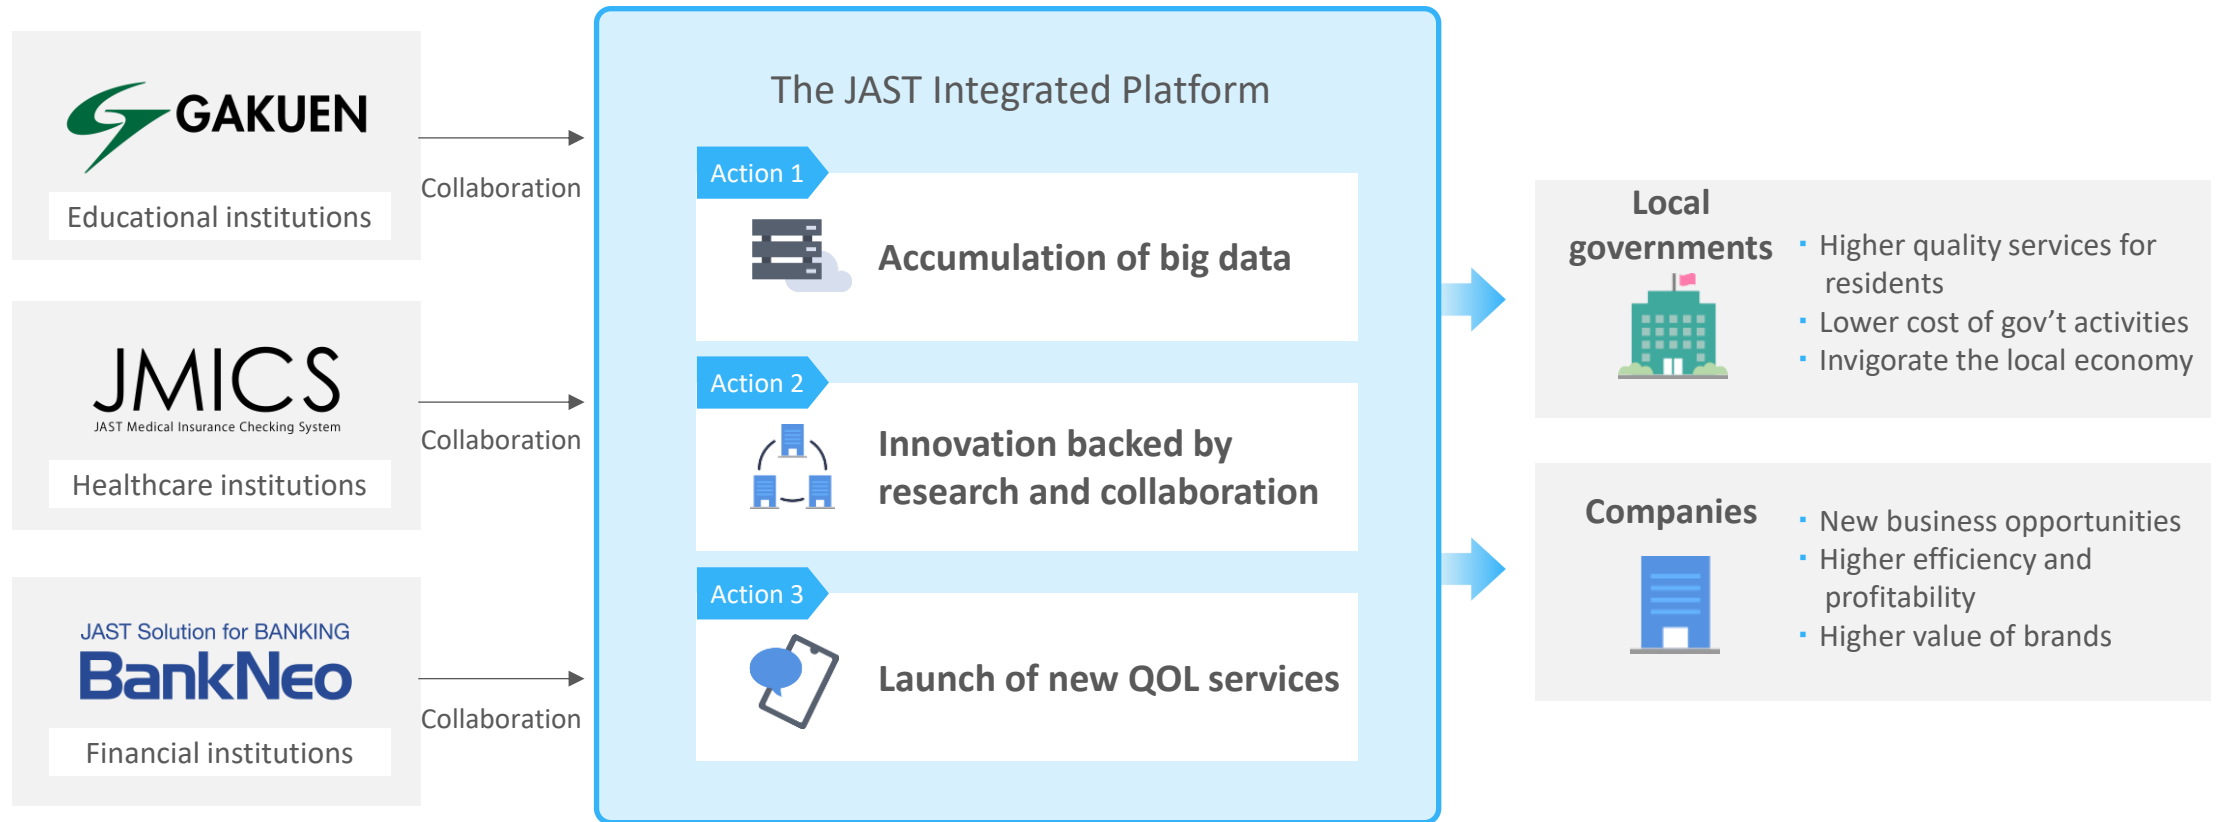 GAKUEN
Educational institutions
Collaboration
JMICS
JAST Medical Insurance Checking System
Healthcare institutions
Collaboration
JAST Solution for BANKING
BankNeo
Financial institutions
Collaboration
The JAST Integrated Platform
Action 1
Accumulation of big data
Action 2
Innovation backed by
research and collaboration
Action 3
Launch of new QOL services
Local
governments
▪ Higher quality services for
residents
▪ Lower cost of gov’t activities
▪ Invigorate the local economy
Companies
▪ New business opportunities
▪ Higher efficiency and
profitability
▪ Higher value of brands